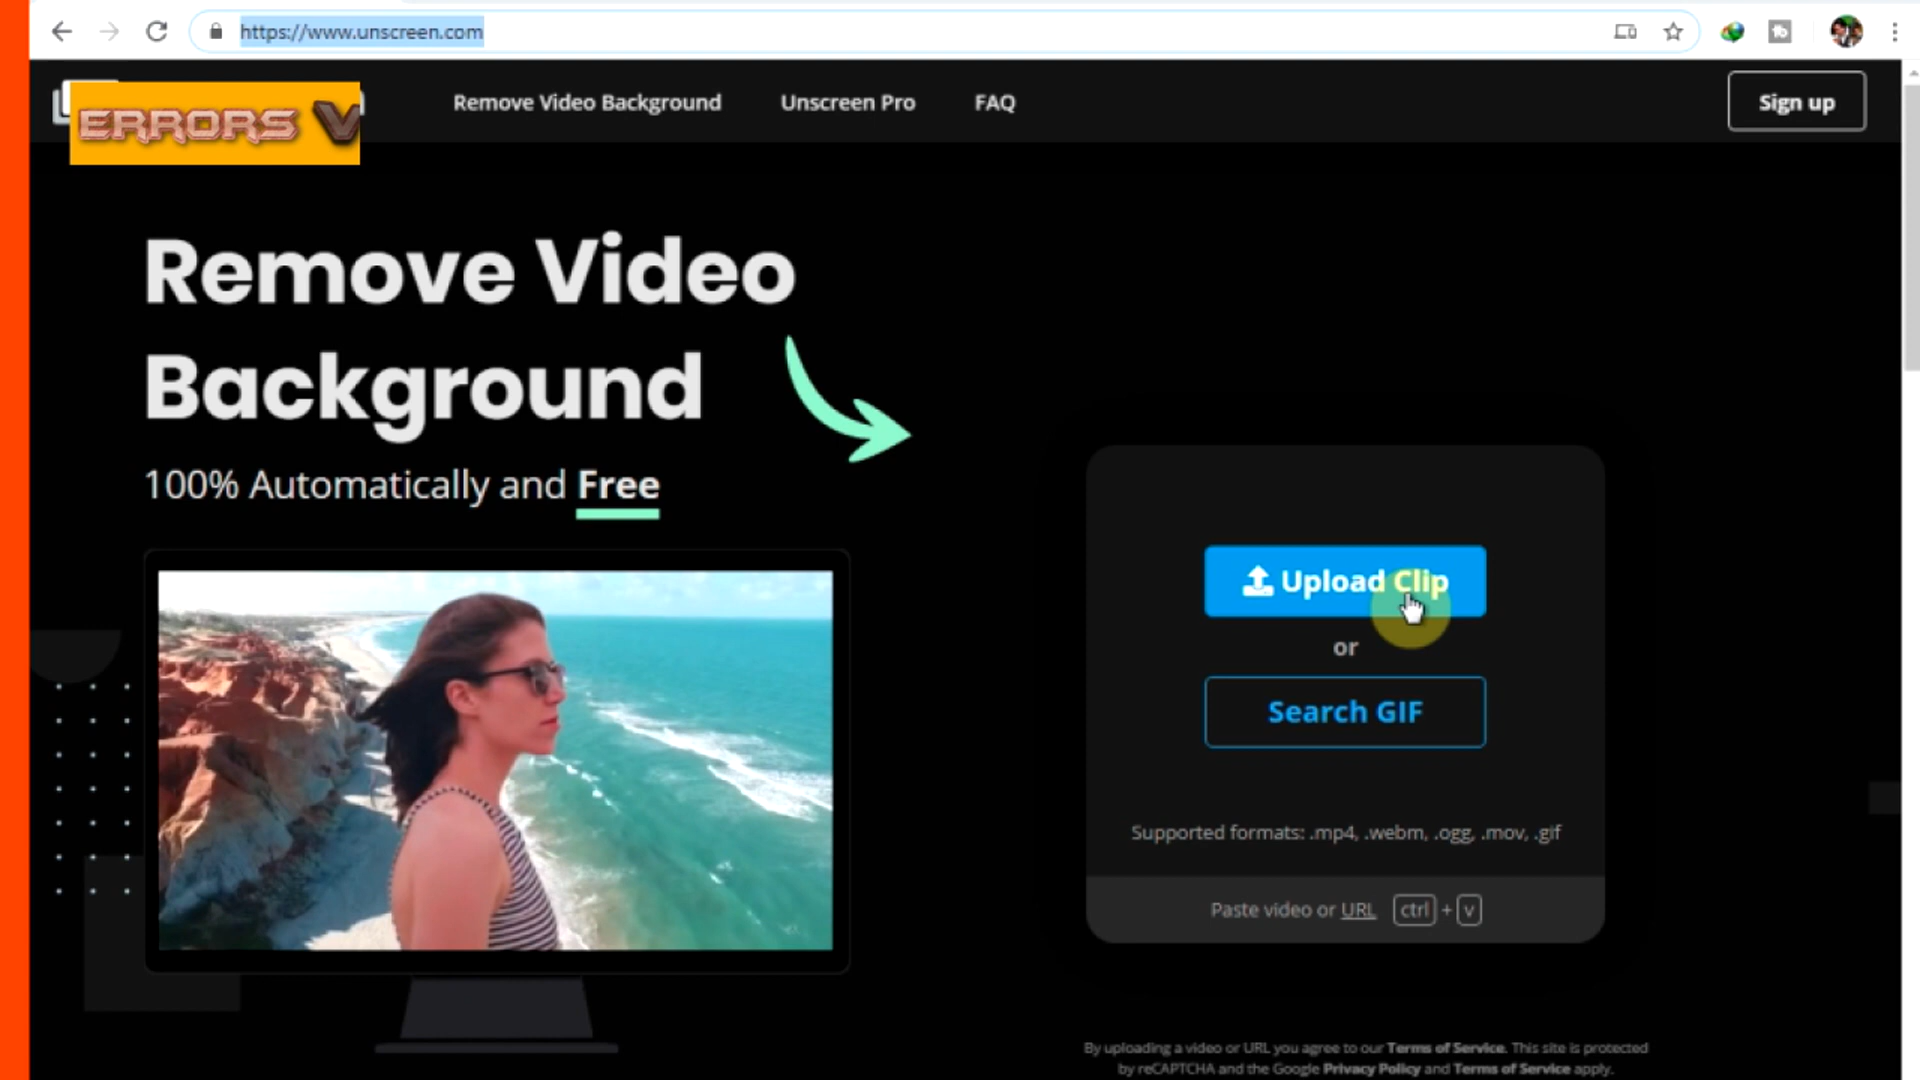 https://www.unscreen.com
ERRORS V
Remove Video Background
Unscreen Pro
FAQ
Sign up
Remove Video
Background
100% Automatically and Free
Upload Clip
or
Search GIF
Supported formats: .mp4, .webm, .ogg, .mov, .gif
Paste video or URL ctrl + v
By uploading a video or URL you agree to our Terms of Service. This site is protected
by reCAPTCHA and the Google Privacy Policy and Terms of Service apply.